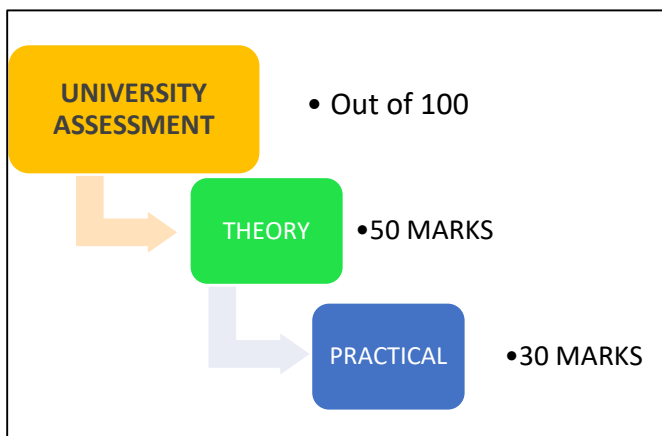 UNIVERSITY
ASSESSMENT
• Out of 100
THEORY
•50 MARKS
PRACTICAL
•30 MARKS